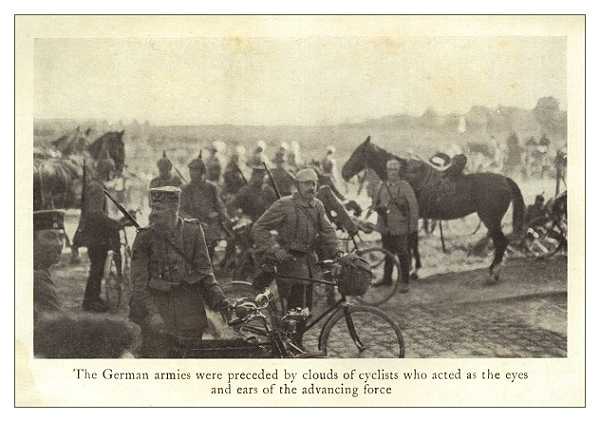 The German armies were preceded by clouds of cyclists who acted as the eyes
and ears of the advancing force